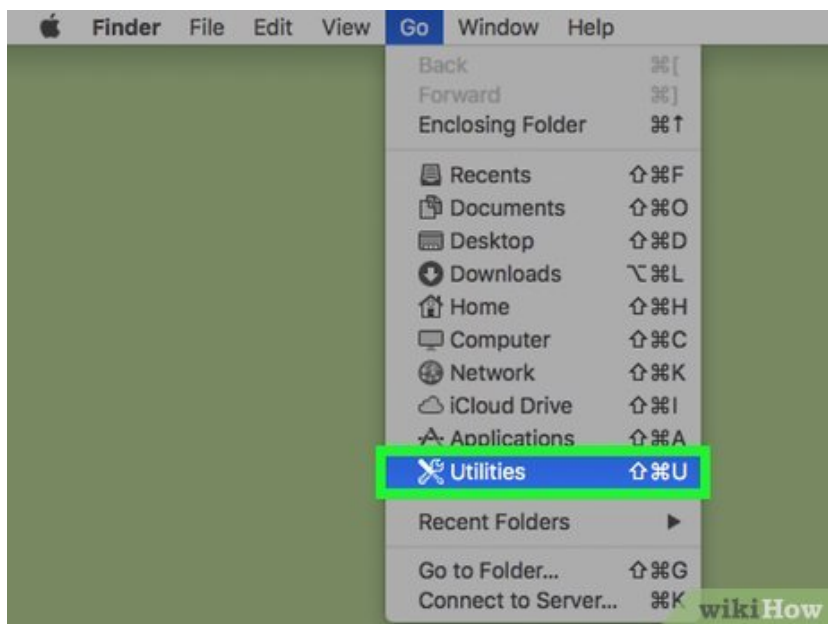 Finder File Edit View Go Window Help
Back ⌘[
Forward ⌘]
Enclosing Folder ⌘↑
Recents ⇧⌘F
Documents ⇧⌘O
Desktop ⇧⌘D
Downloads ⌥⌘L
Home ⇧⌘H
Computer ⇧⌘C
Network ⇧⌘K
iCloud Drive ⇧⌘I
Applications ⇧⌘A
Utilities ⇧⌘U
Recent Folders ▶
Go to Folder... ⇧⌘G
Connect to Server... ⌘K
wikiHow